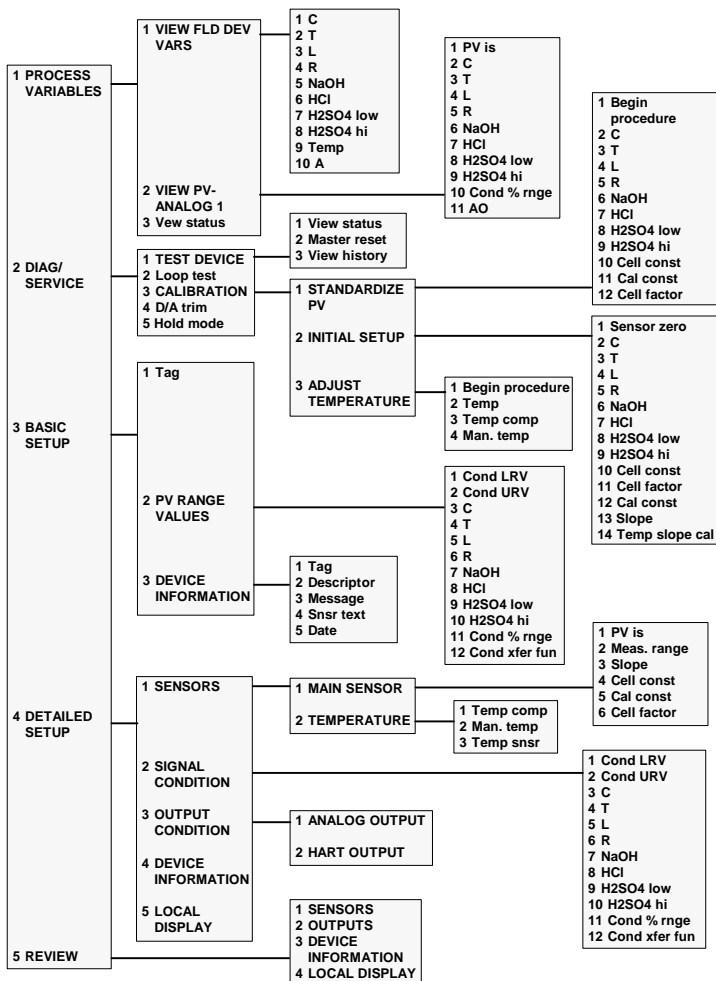 1 PROCESS
VARIABLES
2 DIAG/
SERVICE
3 BASIC
SETUP
4 DETAILED
SETUP
5 REVIEW
1 VIEW FLD DEV
VARS
2 VIEW PV-
ANALOG 1
3 Vew status
1 C
2 T
3 L
4 R
5 NaOH
6 HCl
7 H2SO4 low
8 H2SO4 hi
9 Temp
10 A
1 PV is
2 C
3 T
4 L
5 R
6 NaOH
7 HCl
8 H2SO4 low
9 H2SO4 hi
10 Cond % rnge
11 AO
1 TEST DEVICE
2 Loop test
3 CALIBRATION
4 D/A trim
5 Hold mode
1 View status
2 Master reset
3 View history
1 STANDARDIZE
PV
2 INITIAL SETUP
3 ADJUST
TEMPERATURE
1 Begin
procedure
2 C
3 T
4 L
5 R
6 NaOH
7 HCl
8 H2SO4 low
9 H2SO4 hi
10 Cell const
11 Cal const
12 Cell factor
1 Sensor zero
2 C
3 T
4 L
5 R
6 NaOH
7 HCl
8 H2SO4 low
9 H2SO4 hi
10 Cell const
11 Cell factor
12 Cal const
13 Slope
14 Temp slope cal
1 Begin procedure
2 Temp
3 Temp comp
4 Man. temp
1 Tag
2 PV RANGE
VALUES
3 DEVICE
INFORMATION
1 Cond LRV
2 Cond URV
3 C
4 T
5 L
6 R
7 NaOH
8 HCl
9 H2SO4 low
10 H2SO4 hi
11 Cond % rnge
12 Cond xfer fun
1 Tag
2 Descriptor
3 Message
4 Snsr text
5 Date
1 SENSORS
2 SIGNAL
CONDITION
3 OUTPUT
CONDITION
4 DEVICE
INFORMATION
5 LOCAL
DISPLAY
1 MAIN SENSOR
2 TEMPERATURE
1 PV is
2 Meas. range
3 Slope
4 Cell const
5 Cal const
6 Cell factor
1 Temp comp
2 Man. temp
3 Temp snsr
1 Cond LRV
2 Cond URV
3 C
4 T
5 L
6 R
7 NaOH
8 HCl
9 H2SO4 low
10 H2SO4 hi
11 Cond % rnge
12 Cond xfer fun
1 ANALOG OUTPUT
2 HART OUTPUT
1 SENSORS
2 OUTPUTS
3 DEVICE
INFORMATION
4 LOCAL DISPLAY